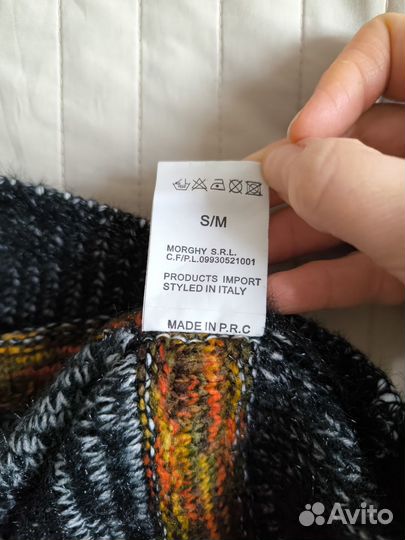 S/M
MORGHY S.R.L.
C.F/P.L.09930521001
PRODUCTS IMPORT
STYLED IN ITALY
MADE IN P.R.C
Avito